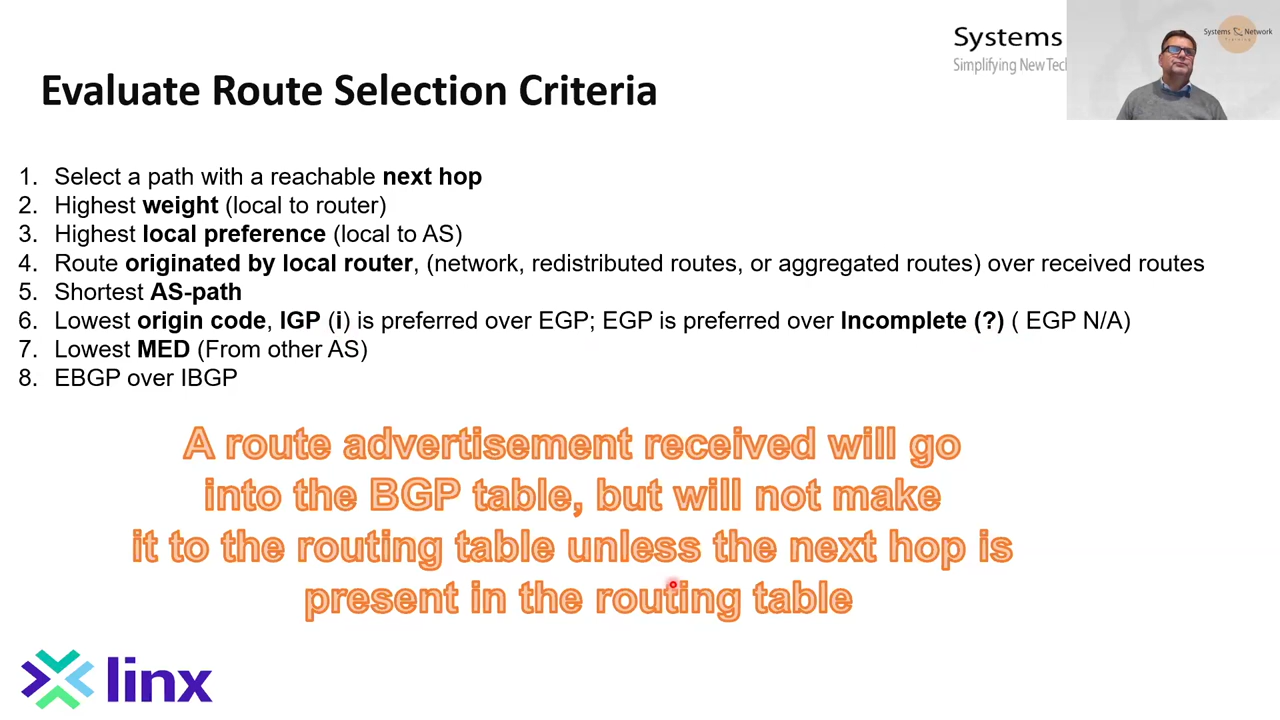 Systems
Simplifying New Tech
Systems Network
Evaluate Route Selection Criteria
1. Select a path with a reachable next hop
2. Highest weight (local to router)
3. Highest local preference (local to AS)
4. Route originated by local router, (network, redistributed routes, or aggregated routes) over received routes
5. Shortest AS-path
6. Lowest origin code, IGP (i) is preferred over EGP; EGP is preferred over Incomplete (?) ( EGP N/A)
7. Lowest MED (From other AS)
8. EBGP over IBGP
A route advertisement received will go
into the BGP table, but will not make
it to the routing table unless the next hop is
present in the routing table
linx